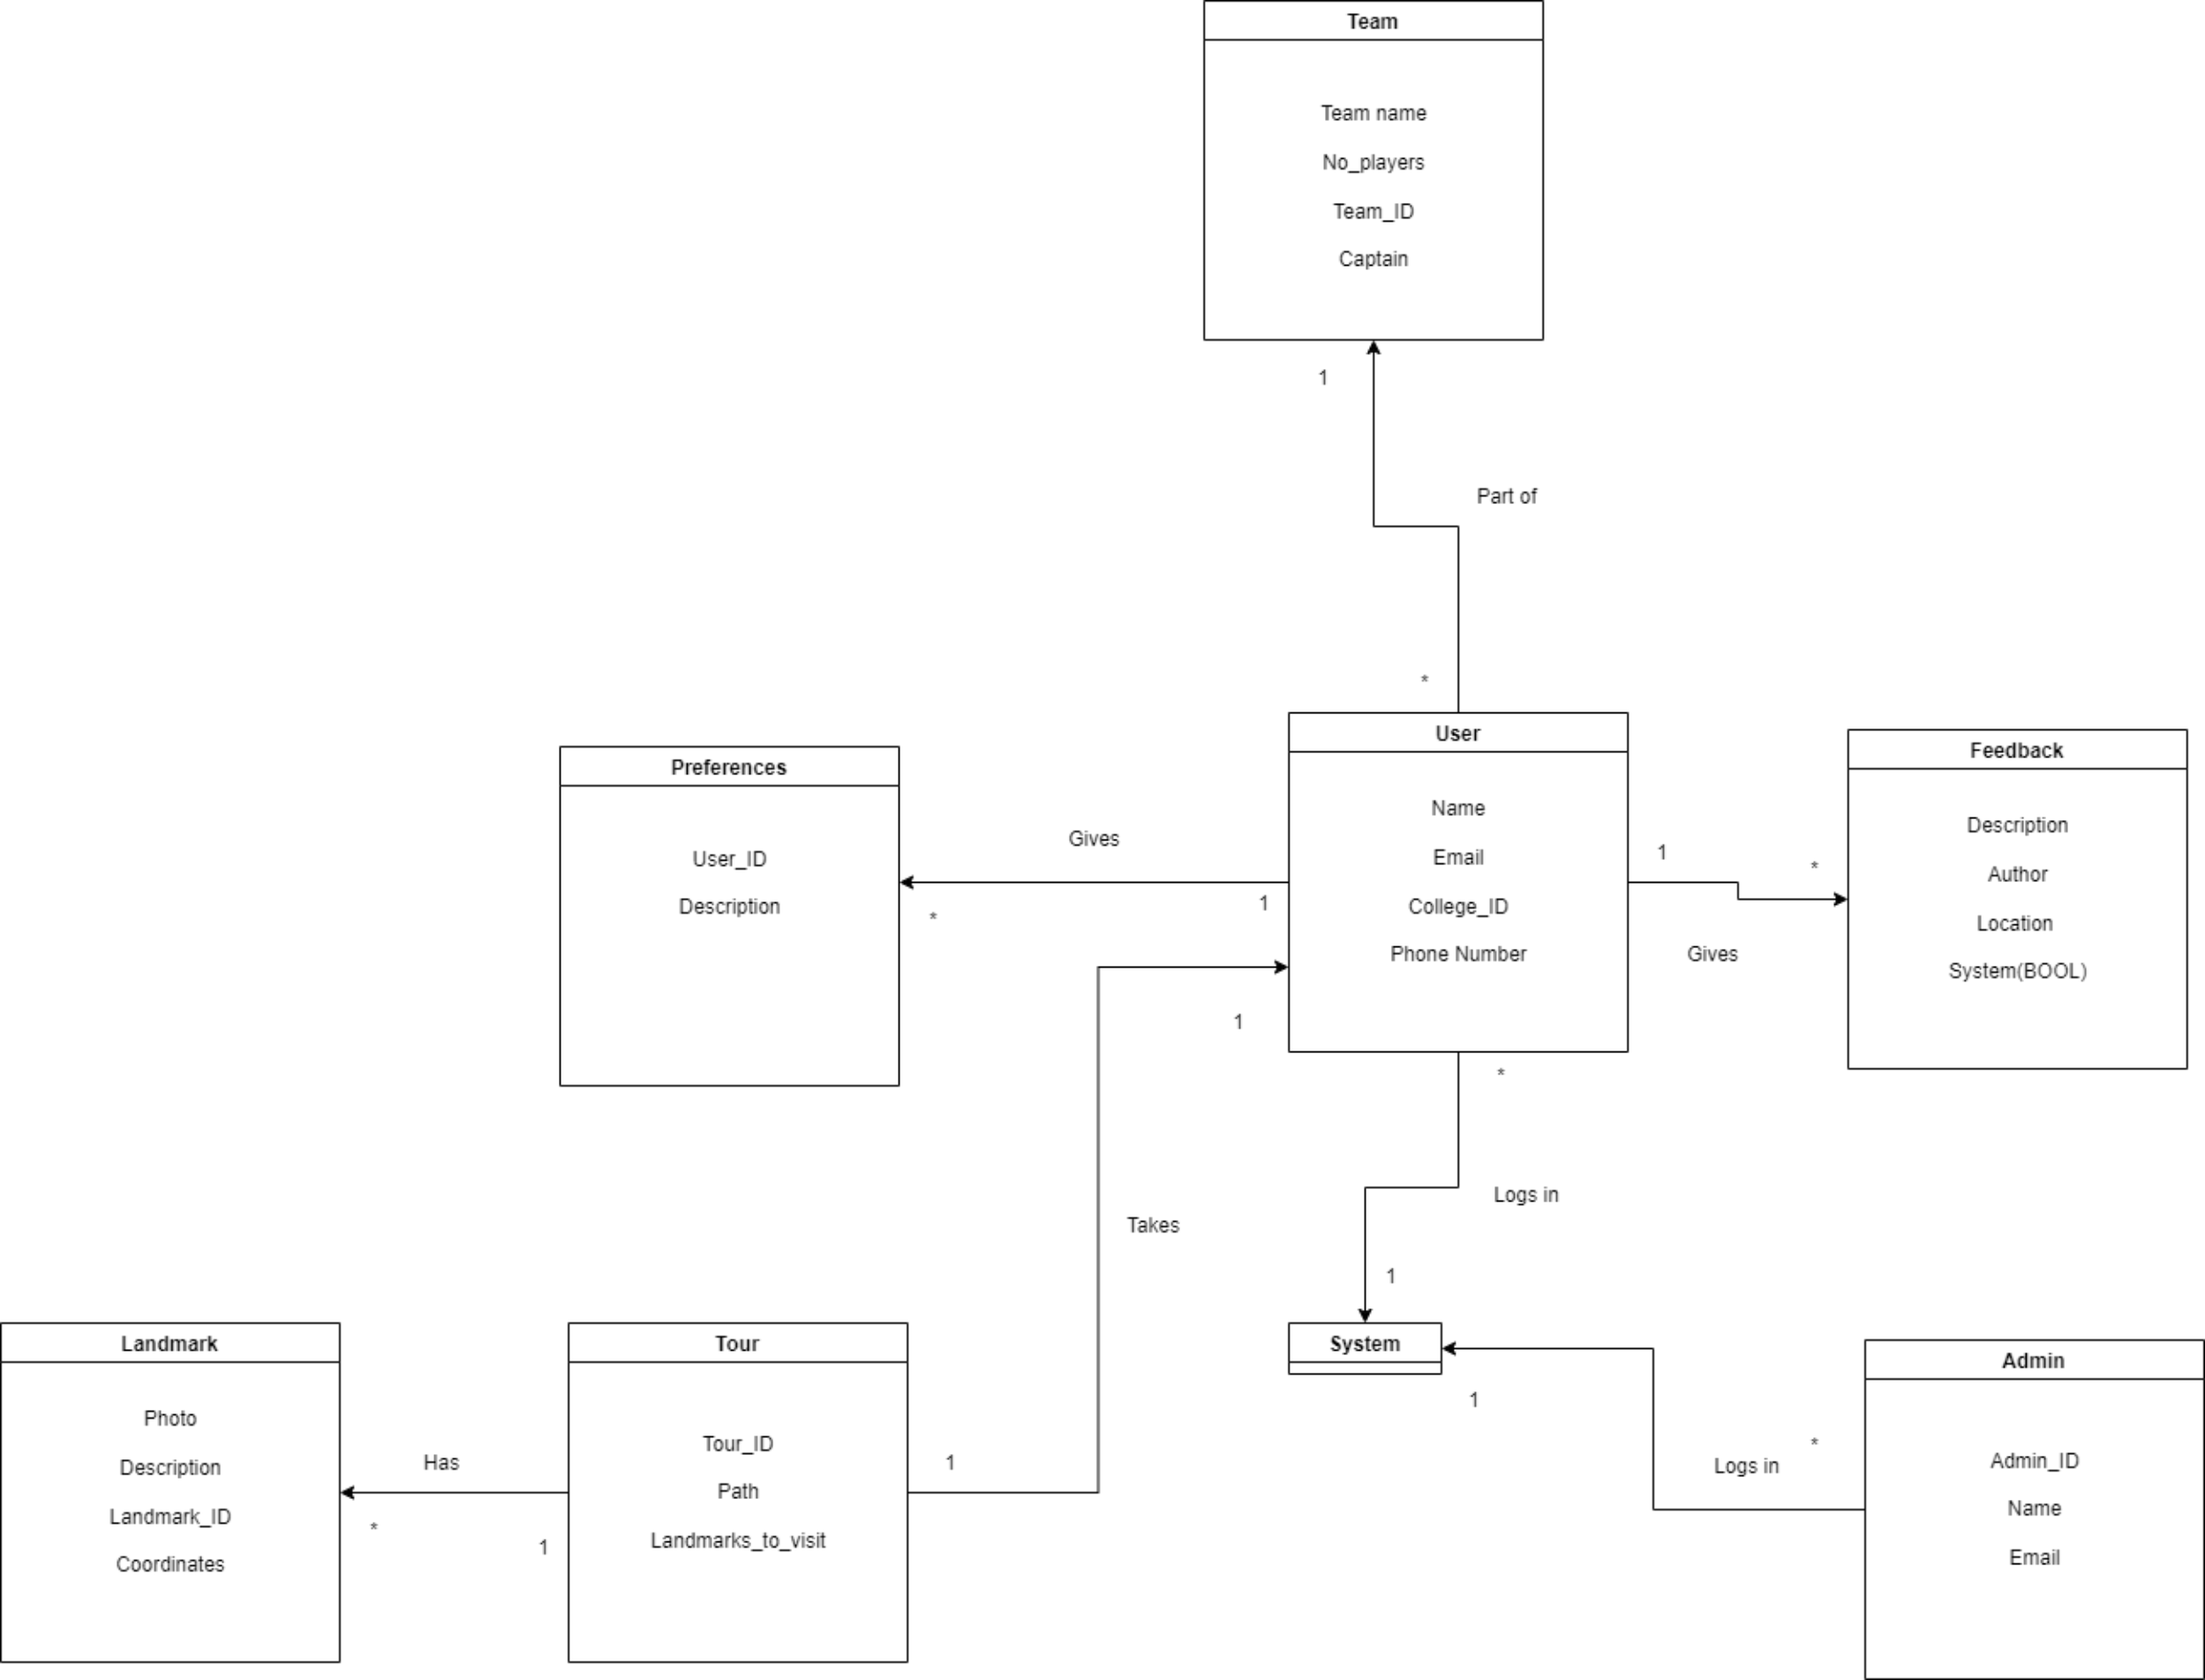 Team
Team name
No_players
Team_ID
Captain
1
Part of
*
User
Name
Email
College_ID
Phone Number
Preferences
User_ID
Description
Gives
*
1
Feedback
Description
Author
Location
System(BOOL)
1
*
Gives
1
Takes
1
*
Logs in
1
System
1
Landmark
Photo
Description
Landmark_ID
Coordinates
Has
*
1
Tour
Tour_ID
Path
Landmarks_to_visit
Logs in
*
Admin
Admin_ID
Name
Email